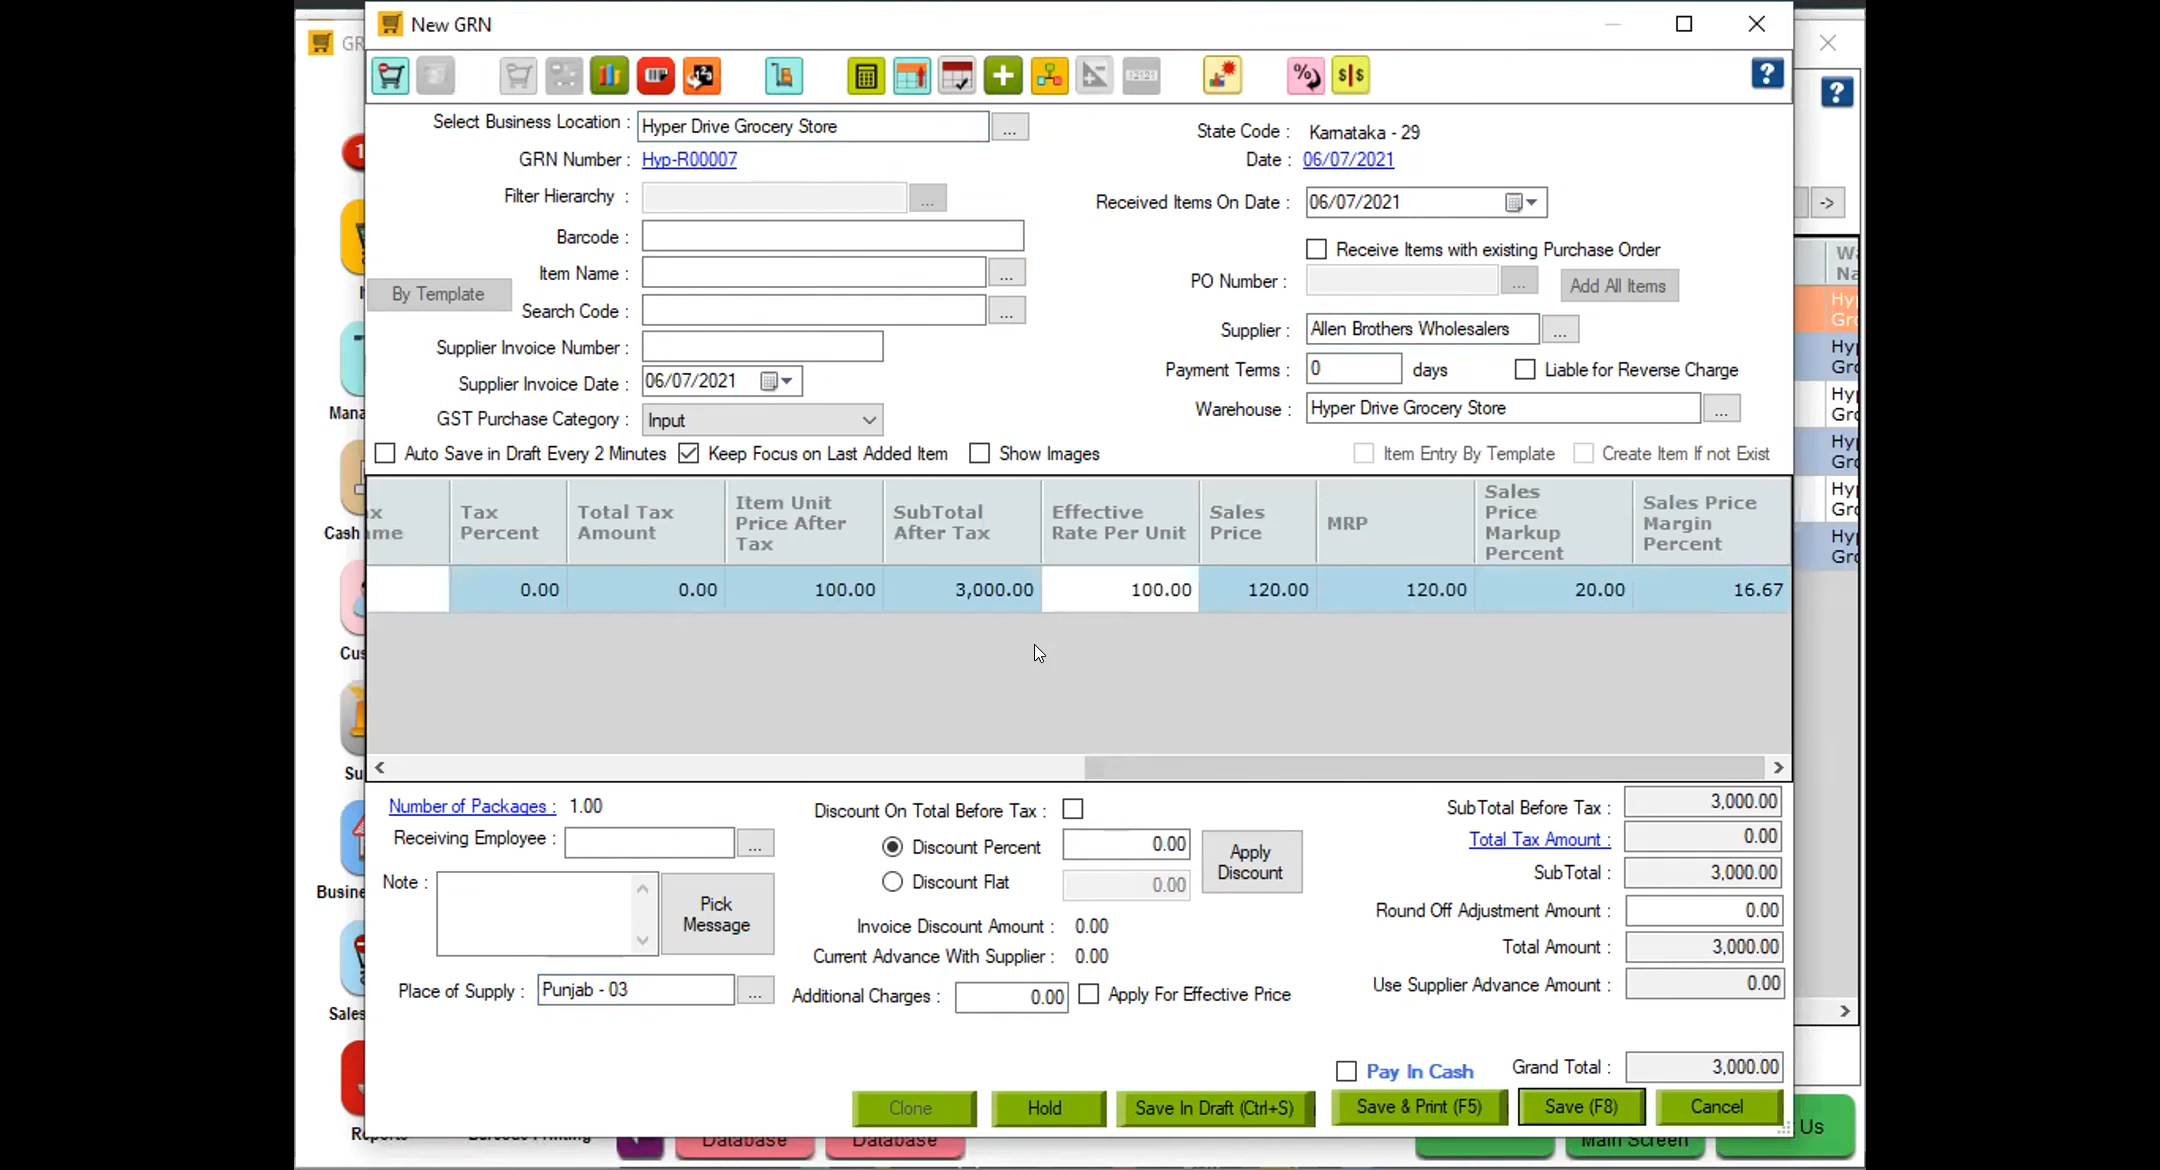 New GRN
GR
Select Business Location : Hyper Drive Grocery Store ...
State Code : Karnataka - 29
GRN Number : Hyp-R00007
Date : 06/07/2021
Filter Hierarchy : ...
Received Items On Date : 06/07/2021
->
Barcode :
Receive Items with existing Purchase Order
Item Name : ...
PO Number : ... Add All Items
By Template
Search Code : ...
Supplier : Allen Brothers Wholesalers ...
Supplier Invoice Number :
Payment Terms : 0 days
Liable for Reverse Charge
Supplier Invoice Date : 06/07/2021
Warehouse : Hyper Drive Grocery Store ...
GST Purchase Category : Input
Auto Save in Draft Every 2 Minutes Keep Focus on Last Added Item Show Images
Item Entry By Template Create Item If not Exist
Tax Percent
Total Tax Amount
Item Unit Price After Tax
SubTotal After Tax
Effective Rate Per Unit
Sales Price
MRP
Sales Price Markup Percent
Sales Price Margin Percent
0.00 0.00 100.00 3,000.00 100.00 120.00 120.00 20.00 16.67
Number of Packages : 1.00
Receiving Employee : ...
Note :
Pick Message
Place of Supply : Punjab - 03 ...
Discount On Total Before Tax :
Discount Percent 0.00
Discount Flat 0.00
Apply Discount
Invoice Discount Amount : 0.00
Current Advance With Supplier : 0.00
Additional Charges : 0.00 Apply For Effective Price
SubTotal Before Tax : 3,000.00
Total Tax Amount : 0.00
SubTotal : 3,000.00
Round Off Adjustment Amount : 0.00
Total Amount : 3,000.00
Use Supplier Advance Amount : 0.00
Pay In Cash Grand Total : 3,000.00
Clone Hold Save In Draft (Ctrl+S) Save & Print (F5) Save (F8) Cancel
Database Database Main Screen Us